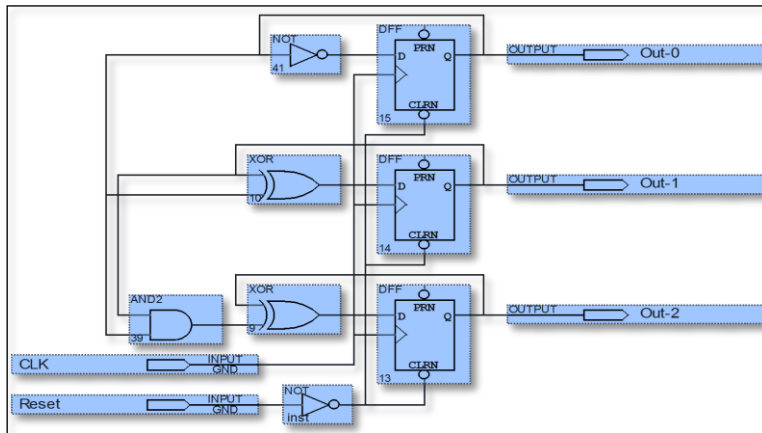 DFF
NOT
PRN
OUTPUT
Out-0
D
Q
41
CLRN
15
DFF
XOR
PRN
OUTPUT
Out-1
D
Q
10
CLRN
14
DFF
XOR
PRN
AND2
OUTPUT
Out-2
D
Q
39
9
CLRN
CLK
INPUT
GND
13
NOT
Reset
INPUT
GND
inst